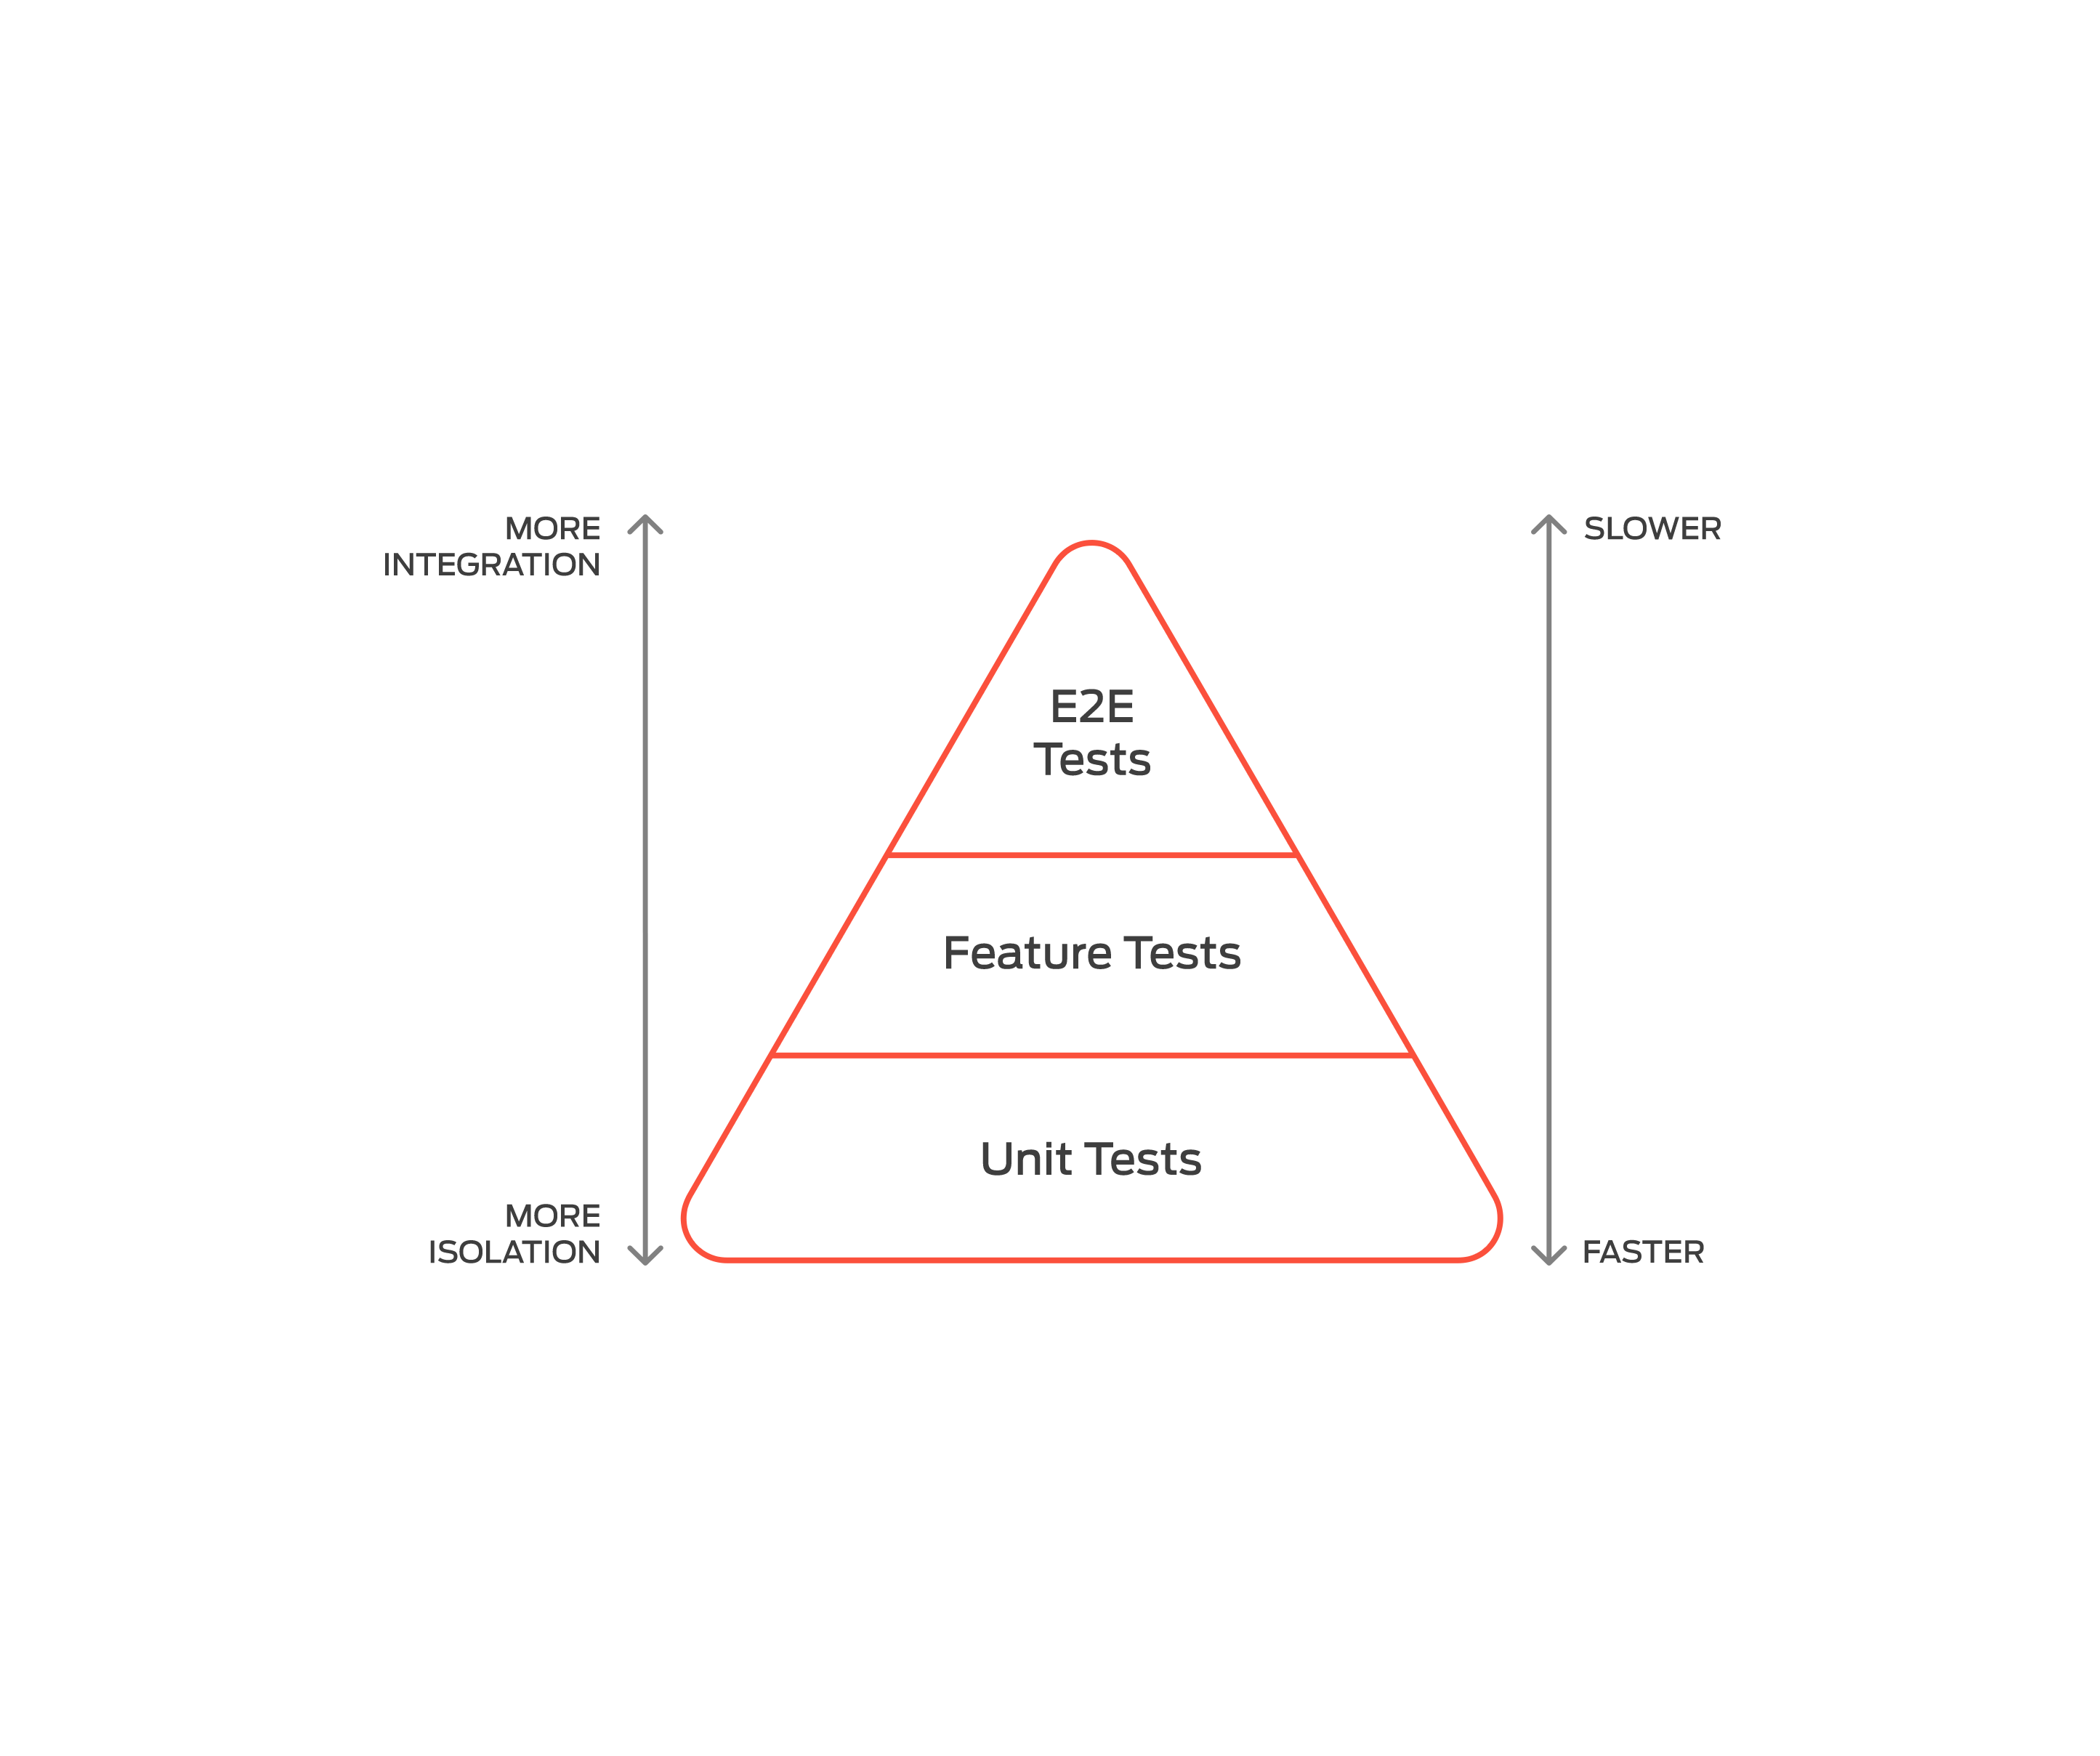 MORE
INTEGRATION
SLOWER
E2E
Tests
Feature Tests
Unit Tests
MORE
ISOLATION
FASTER